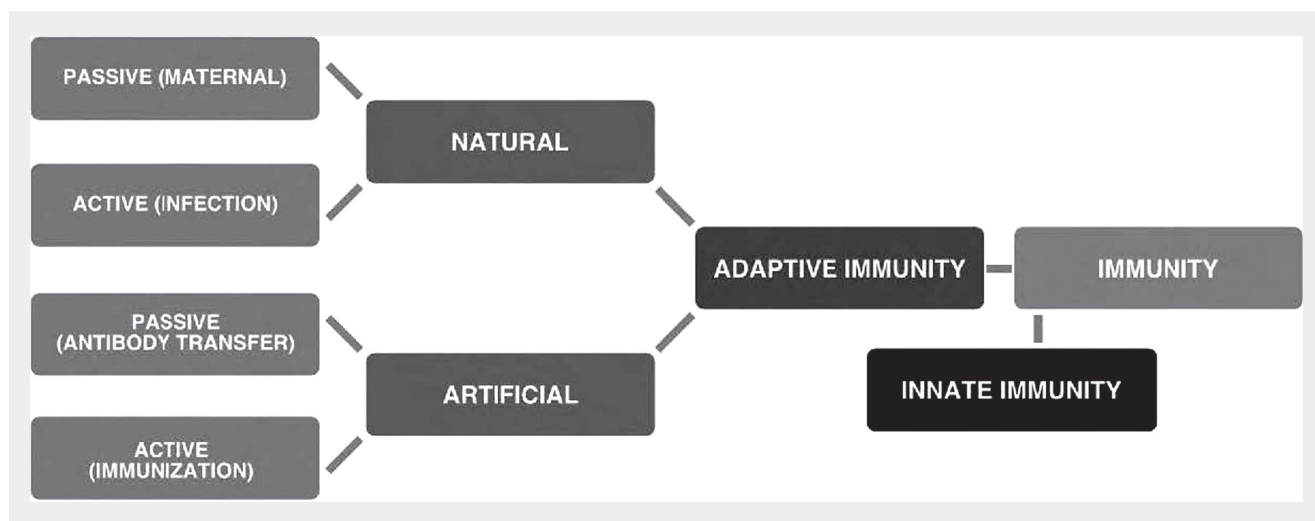 PASSIVE (MATERNAL)
NATURAL
ACTIVE (INFECTION)
ADAPTIVE IMMUNITY
IMMUNITY
PASSIVE
(ANTIBODY TRANSFER)
ARTIFICIAL
INNATE IMMUNITY
ACTIVE
(IMMUNIZATION)